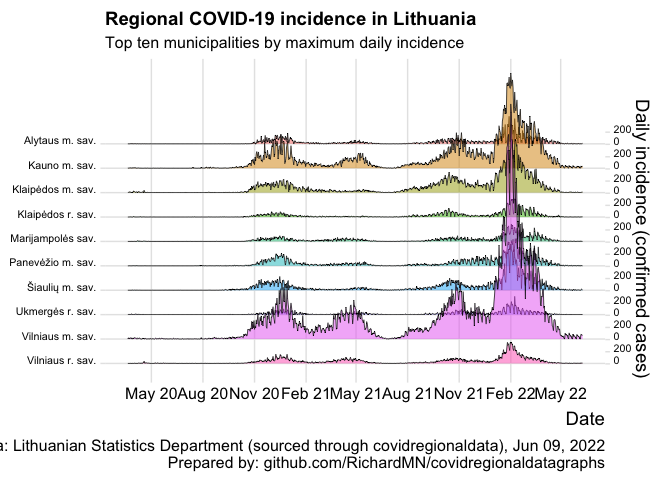 Regional COVID-19 incidence in Lithuania
Top ten municipalities by maximum daily incidence
Alytaus m. sav.
Kauno m. sav.
Klaipėdos m. sav.
Klaipėdos r. sav.
Marijampolės sav.
Panevėžio m. sav.
Šiaulių m. sav.
Ukmergės r. sav.
Vilniaus m. sav.
Vilniaus r. sav.
200
0
200
0
200
0
200
0
200
0
200
0
200
0
200
0
200
0
200
0
Daily incidence (confirmed cases)
May 20 Aug 20 Nov 20 Feb 21 May 21 Aug 21 Nov 21 Feb 22 May 22
Date
a: Lithuanian Statistics Department (sourced through covidregionaldata), Jun 09, 2022
Prepared by: github.com/RichardMN/covidregionaldatagraphs